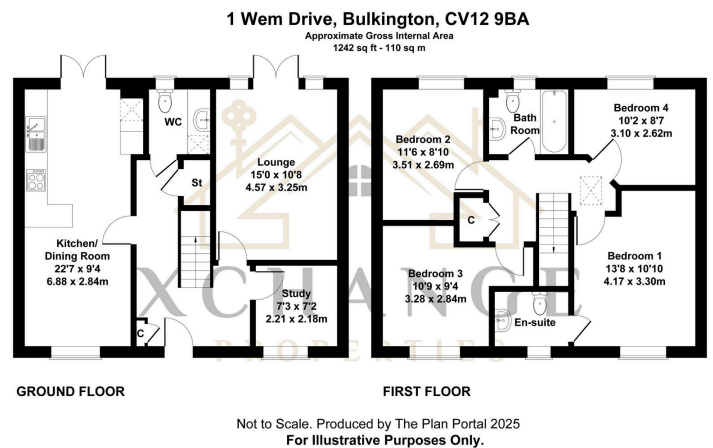 1 Wem Drive, Bulkington, CV12 9BA
Approximate Gross Internal Area
1242 sq ft - 110 sq m
WC
St
Lounge
15'0 x 10'8
4.57 x 3.25m
Kitchen/
Dining Room
22'7 x 9'4
6.88 x 2.84m
Study
7'3 x 7'2
2.21 x 2.18m
C
Bedroom 2
11'6 x 8'10
3.51 x 2.69m
Bath
Room
Bedroom 4
10'2 x 8'7
3.10 x 2.62m
C
Bedroom 3
10'9 x 9'4
3.28 x 2.84m
Bedroom 1
13'8 x 10'10
4.17 x 3.30m
En-suite
XCHANGE
PROPERTIES
GROUND FLOOR
FIRST FLOOR
Not to Scale. Produced by The Plan Portal 2025
For Illustrative Purposes Only.